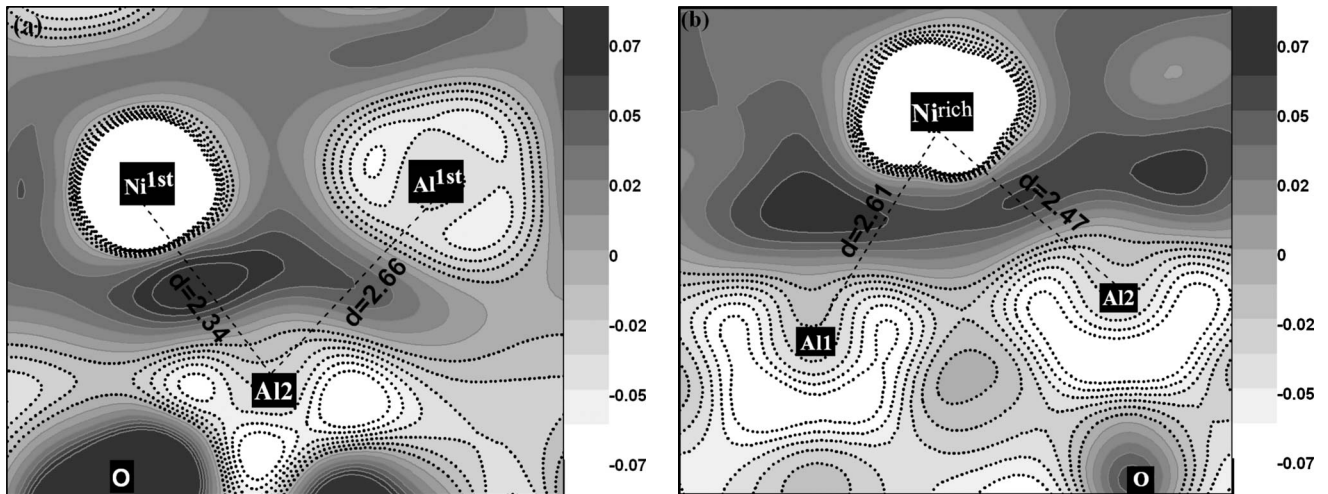 (a)
Ni1st
Al1st
d=2.34
d=2.66
Al2
O
0.07
0.05
0.02
0
-0.02
-0.05
-0.07
(b)
Nirich
d=2.61
d=2.47
Al1
Al2
O
0.07
0.05
0.02
0
-0.02
-0.05
-0.07